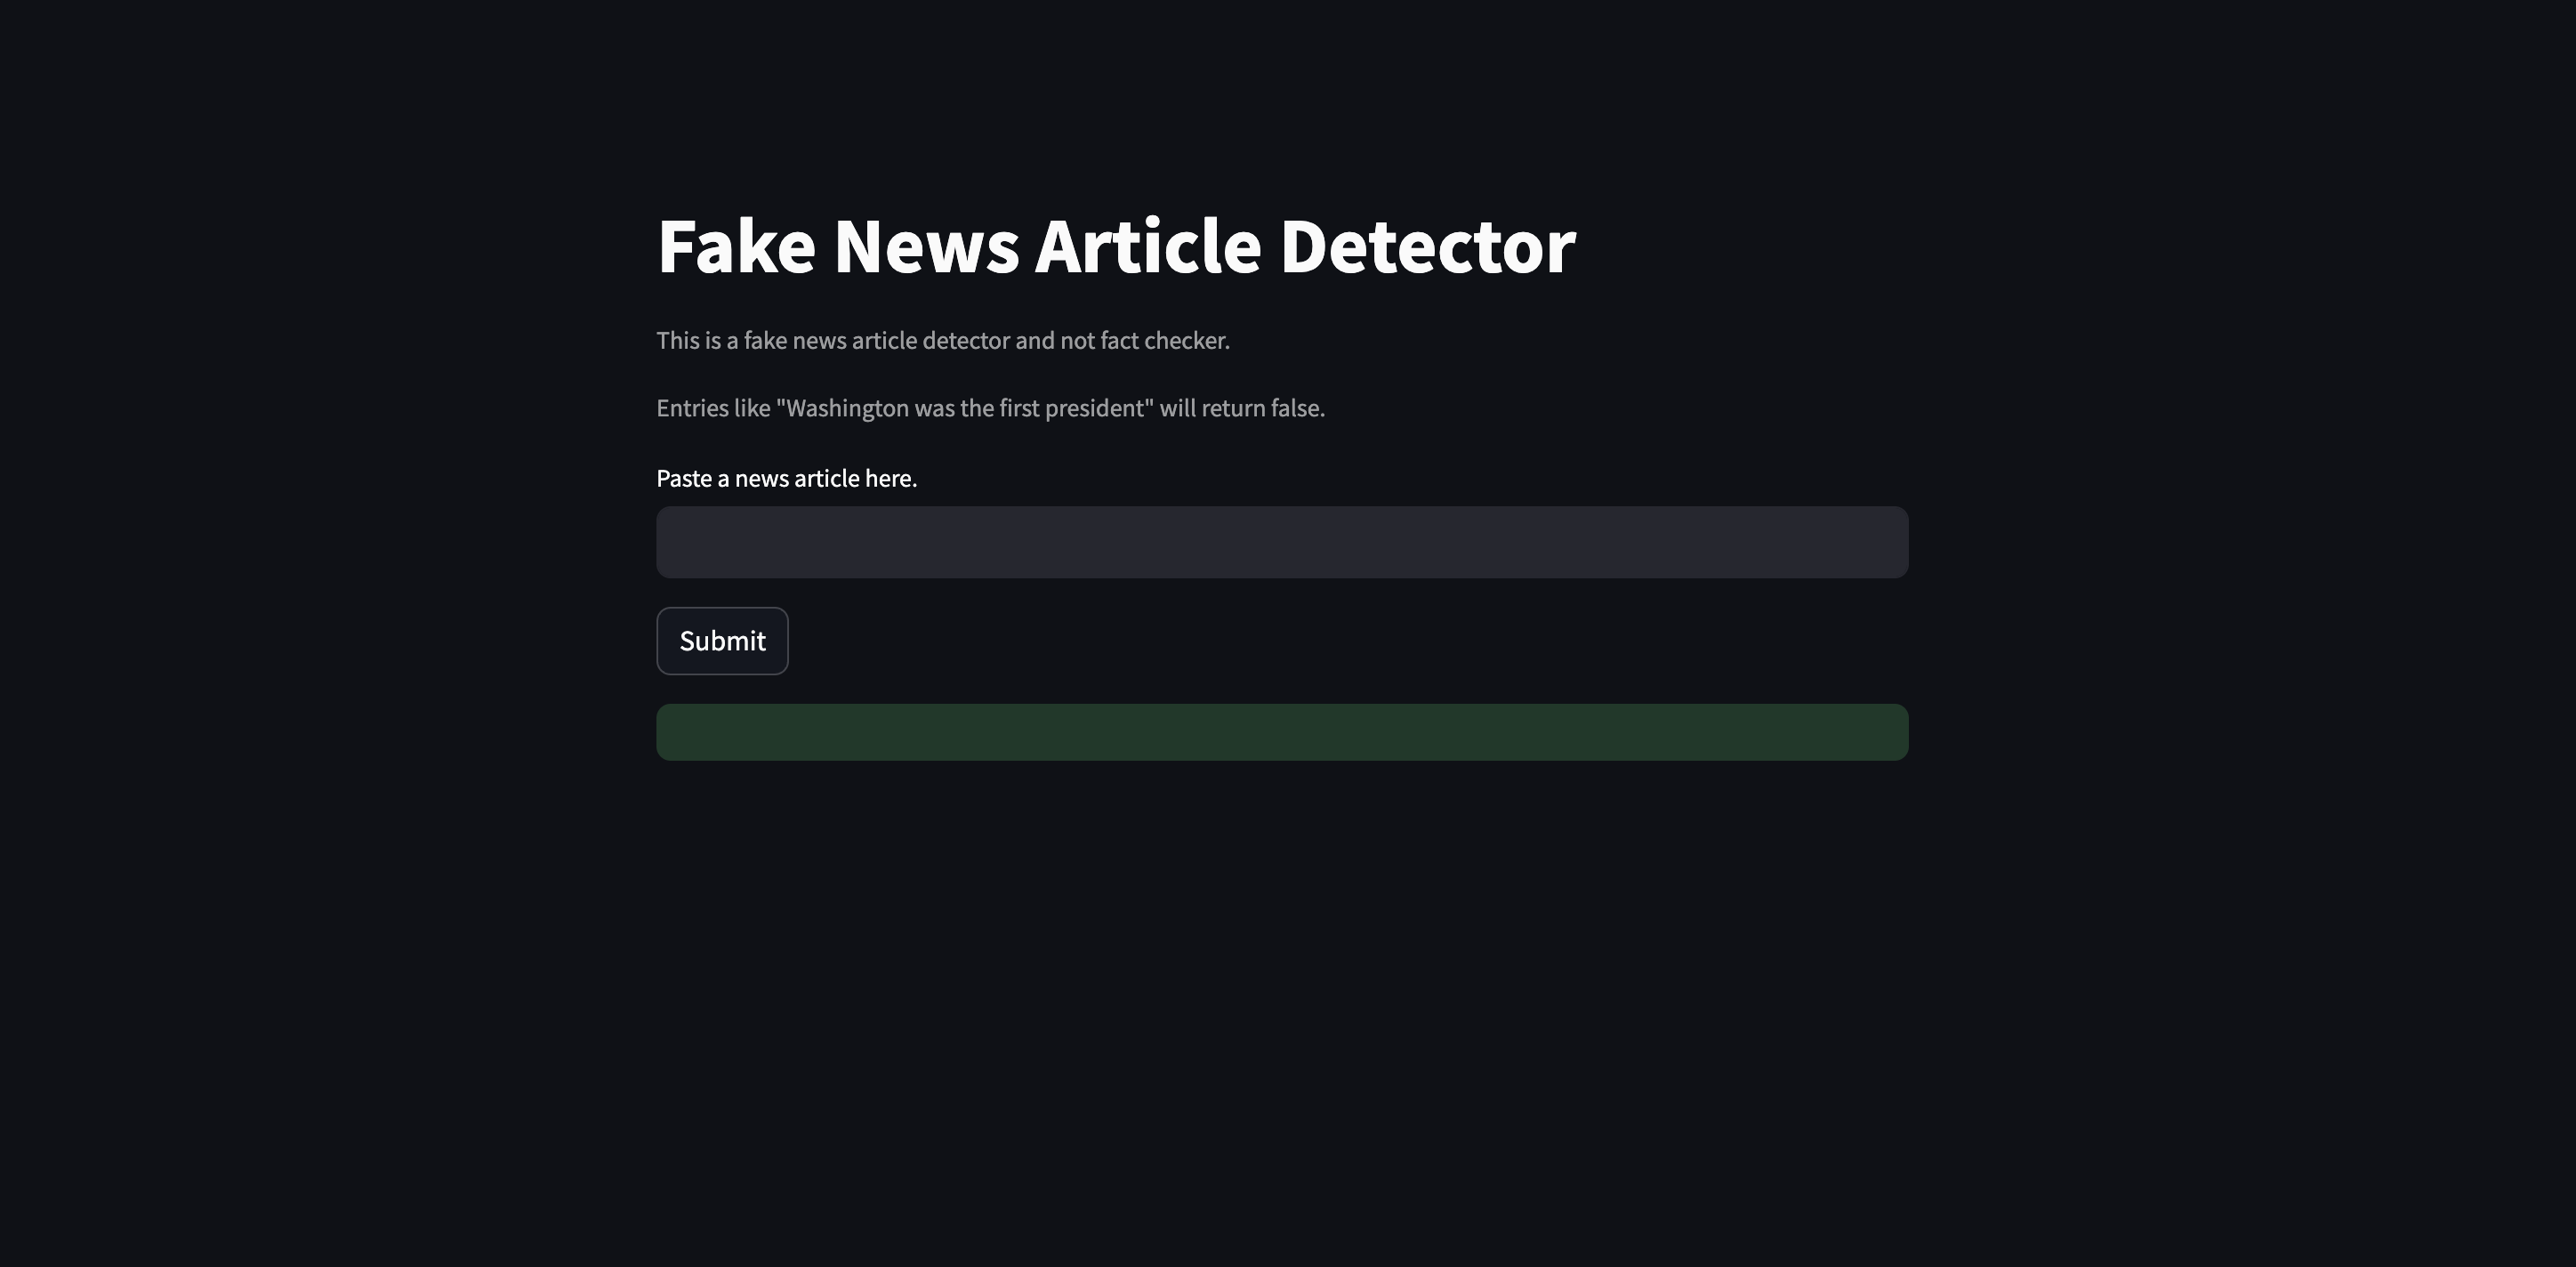 Fake News Article Detector
This is a fake news article detector and not fact checker.
Entries like "Washington was the first president" will return false.
Paste a news article here.
Submit